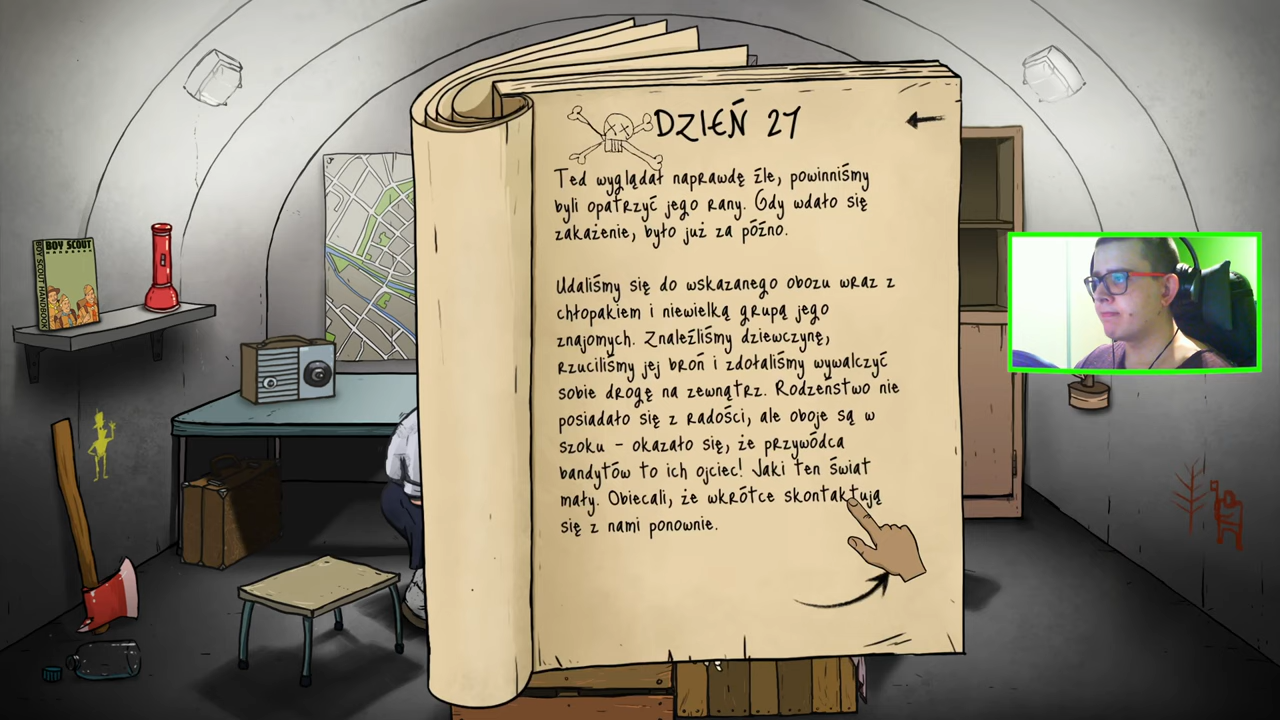 BOY SCOUT
BOY SCOUT HANDBOOK
DZIEŃ 27
Ted wyglądał naprawdę źle, powinniśmy
byli opatrzyć jego rany. Gdy wdało się
zakażenie, było już za późno.
Udaliśmy się do wskazanego obozu wraz z
chłopakiem i niewielką grupą jego
znajomych. Znaleźliśmy dziewczynę,
rzuciliśmy jej broń i zdołaliśmy wywalczyć
sobie drogę na zewnątrz. Rodzeństwo nie
posiadało się z radości, ale oboje są w
szoku - okazało się, że przywódca
bandytów to ich ojciec! Jaki ten świat
mały. Obiecali, że wkrótce skontaktują
się z nami ponownie.